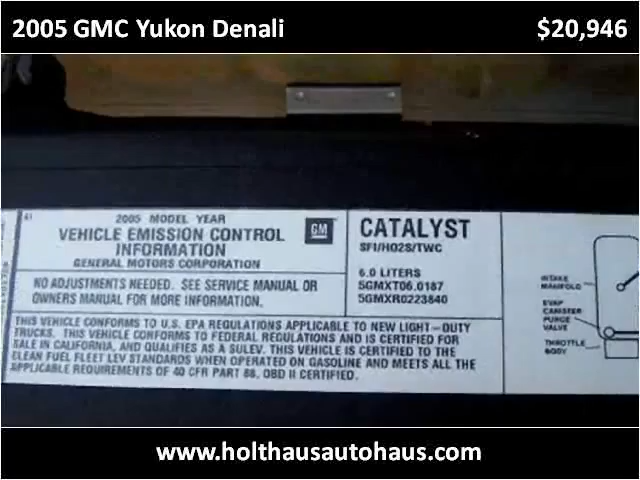 2005 GMC Yukon Denali $20,946
2005 MODEL YEAR
VEHICLE EMISSION CONTROL
INFORMATION
GENERAL MOTORS CORPORATION
GM
NO ADJUSTMENTS NEEDED. SEE SERVICE MANUAL OR
OWNERS MANUAL FOR MORE INFORMATION.
CATALYST
SFI/HO2S/TWC
6.0 LITERS
5GMXT06.0187
5GMXR0223840
THIS VEHICLE CONFORMS TO U.S. EPA REGULATIONS APPLICABLE TO NEW LIGHT-DUTY
TRUCKS. THIS VEHICLE CONFORMS TO FEDERAL REGULATIONS AND IS CERTIFIED FOR
SALE IN CALIFORNIA, AND QUALIFIES AS A SULEV. THIS VEHICLE IS CERTIFIED TO THE
CLEAN FUEL FLEET LEV STANDARDS WHEN OPERATED ON GASOLINE AND MEETS ALL THE
APPLICABLE REQUIREMENTS OF 40 CFR PART 88. OBD II CERTIFIED.
INTAKE
MANIFOLD
EVAP
CANISTER
PURGE
VALVE
THROTTLE
BODY
www.holthausautohaus.com